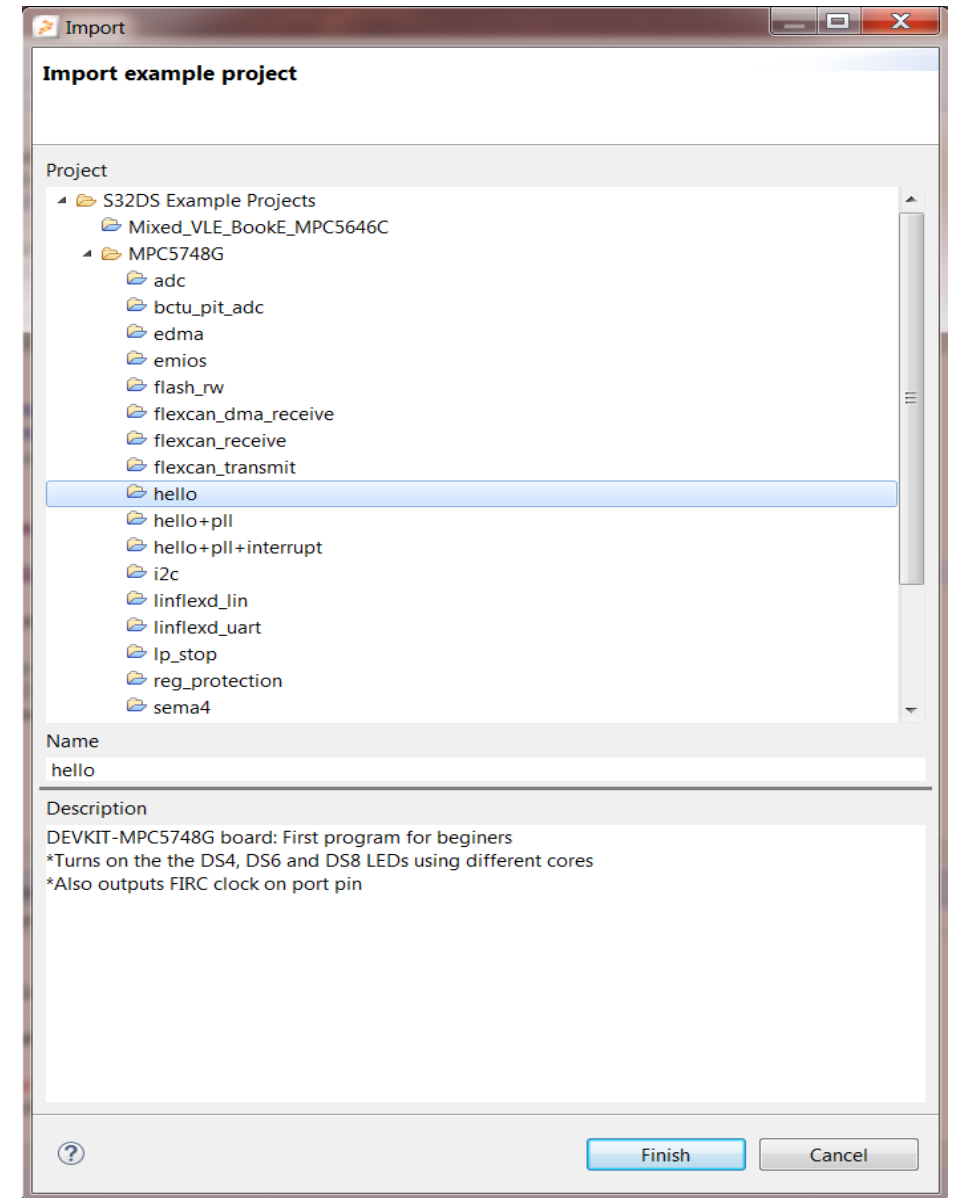 Import
Import example project
Project
S32DS Example Projects
Mixed_VLE_BookE_MPC5646C
MPC5748G
adc
bctu_pit_adc
edma
emios
flash_rw
flexcan_dma_receive
flexcan_receive
flexcan_transmit
hello
hello+pll
hello+pll+interrupt
i2c
linflexd_lin
linflexd_uart
lp_stop
reg_protection
sema4
Name
hello
Description
DEVKIT-MPC5748G board: First program for beginers
*Turns on the the DS4, DS6 and DS8 LEDs using different cores
*Also outputs FIRC clock on port pin
? Finish Cancel